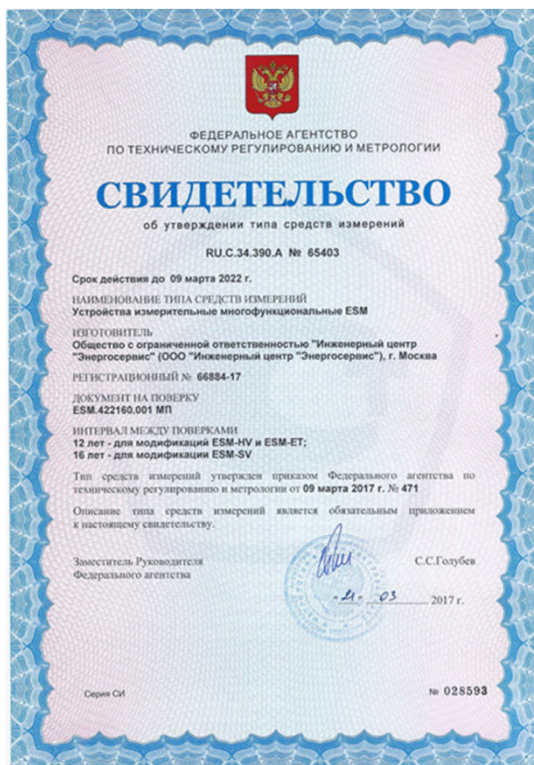 ФЕДЕРАЛЬНОЕ АГЕНТСТВО
ПО ТЕХНИЧЕСКОМУ РЕГУЛИРОВАНИЮ И МЕТРОЛОГИИ
СВИДЕТЕЛЬСТВО
об утверждении типа средств измерений
RU.C.34.390.A № 65403
Срок действия до 09 марта 2022 г.
НАИМЕНОВАНИЕ ТИПА СРЕДСТВ ИЗМЕРЕНИЙ
Устройства измерительные многофункциональные ESM
ИЗГОТОВИТЕЛЬ
Общество с ограниченной ответственностью "Инженерный центр
"Энергосервис" (ООО "Инженерный центр "Энергосервис"), г. Москва
РЕГИСТРАЦИОННЫЙ № 66884-17
ДОКУМЕНТ НА ПОВЕРКУ
ESM.422160.001 МП
ИНТЕРВАЛ МЕЖДУ ПОВЕРКАМИ
12 лет - для модификаций ESM-HV и ESM-ET;
16 лет - для модификации ESM-SV
Тип средств измерений утвержден приказом Федерального агентства по
техническому регулированию и метрологии от 09 марта 2017 г. № 471
Описание типа средств измерений является обязательным приложением
к настоящему свидетельству.
Заместитель Руководителя
Федерального агентства
С.С.Голубев
03 2017 г.
Серия СИ
№ 028593